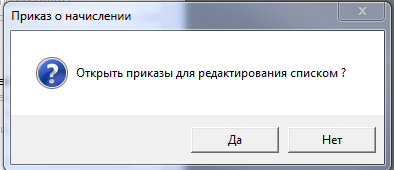 Приказ о начислении
Открыть приказы для редактирования списком ?
Да
Нет